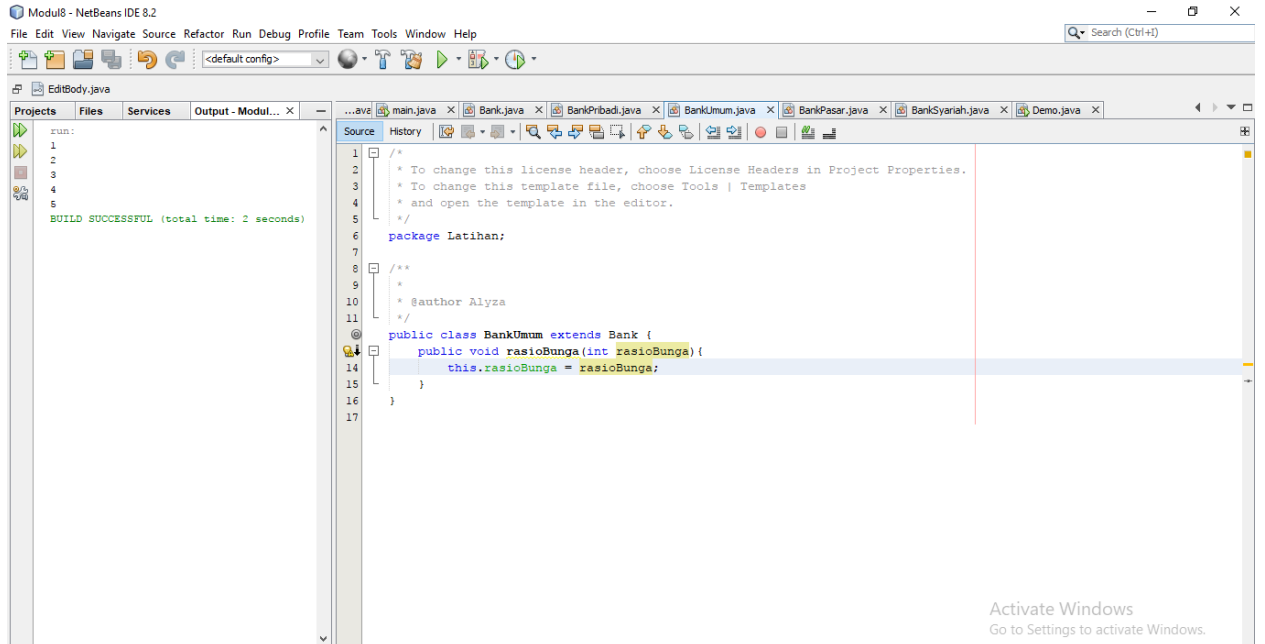 Modul8 - NetBeans IDE 8.2
File Edit View Navigate Source Refactor Run Debug Profile Team Tools Window Help
Search (Ctrl+I)
<default config>
EditBody.java
Projects Files Services Output - Modul... ×
...ava main.java × Bank.java × BankPribadi.java × BankUmum.java × BankPasar.java × BankSyariah.java × Demo.java ×
Source History
run:
1
2
3
4
5
BUILD SUCCESSFUL (total time: 2 seconds)
1 /*
2 * To change this license header, choose License Headers in Project Properties.
3 * To change this template file, choose Tools | Templates
4 * and open the template in the editor.
5 */
6 package Latihan;
7
8 /**
9 *
10 * @author Alyza
11 */
public class BankUmum extends Bank {
public void rasioBunga(int rasioBunga){
14 this.rasioBunga = rasioBunga;
15 }
16 }
17
Activate Windows
Go to Settings to activate Windows.